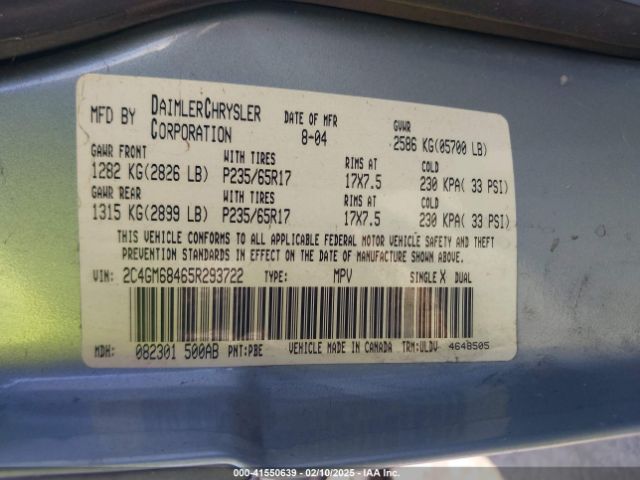 MFD BY DAIMLERCHRYSLER CORPORATION DATE OF MFR 8-04 GVWR 2586 KG(05700 LB)
GAWR FRONT WITH TIRES RIMS AT COLD
1282 KG(2826 LB) P235/65R17 17X7.5 230 KPA( 33 PSI)
GAWR REAR WITH TIRES RIMS AT COLD
1315 KG(2899 LB) P235/65R17 17X7.5 230 KPA( 33 PSI)
THIS VEHICLE CONFORMS TO ALL APPLICABLE FEDERAL MOTOR VEHICLE SAFETY AND THEFT
PREVENTION STANDARDS IN EFFECT ON THE DATE OF MANUFACTURE SHOWN ABOVE.
VIN: 2C4GM68465R293722 TYPE: MPV SINGLE X DUAL
MDH: 082301 500AB PNT:PBE VEHICLE MADE IN CANADA TRM:ULDV 4648505
000-41550639 - 02/10/2025 - IAA Inc.